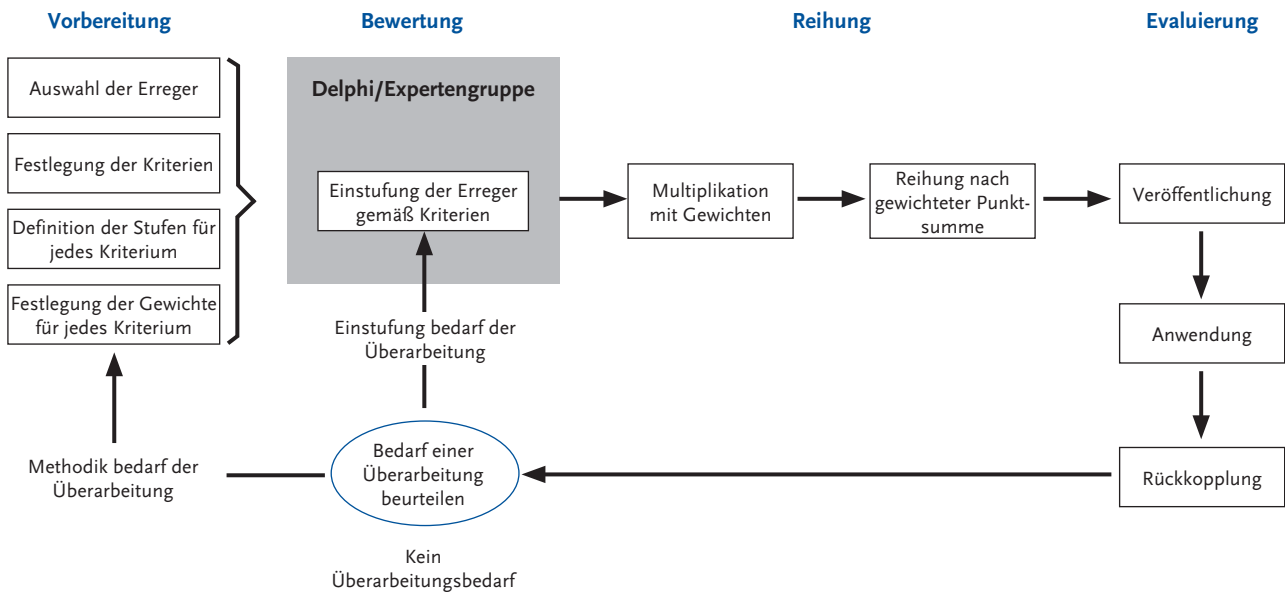 Vorbereitung
Bewertung
Reihung
Evaluierung
Auswahl der Erreger
Festlegung der Kriterien
Definition der Stufen für
jedes Kriterium
Festlegung der Gewichte
für jedes Kriterium
Delphi/Expertengruppe
Einstufung der Erreger
gemäß Kriterien
Multiplikation
mit Gewichten
Reihung nach
gewichteter Punkt-
summe
Veröffentlichung
Anwendung
Rückkopplung
Einstufung bedarf der
Überarbeitung
Bedarf einer
Überarbeitung
beurteilen
Methodik bedarf der
Überarbeitung
Kein
Überarbeitungsbedarf